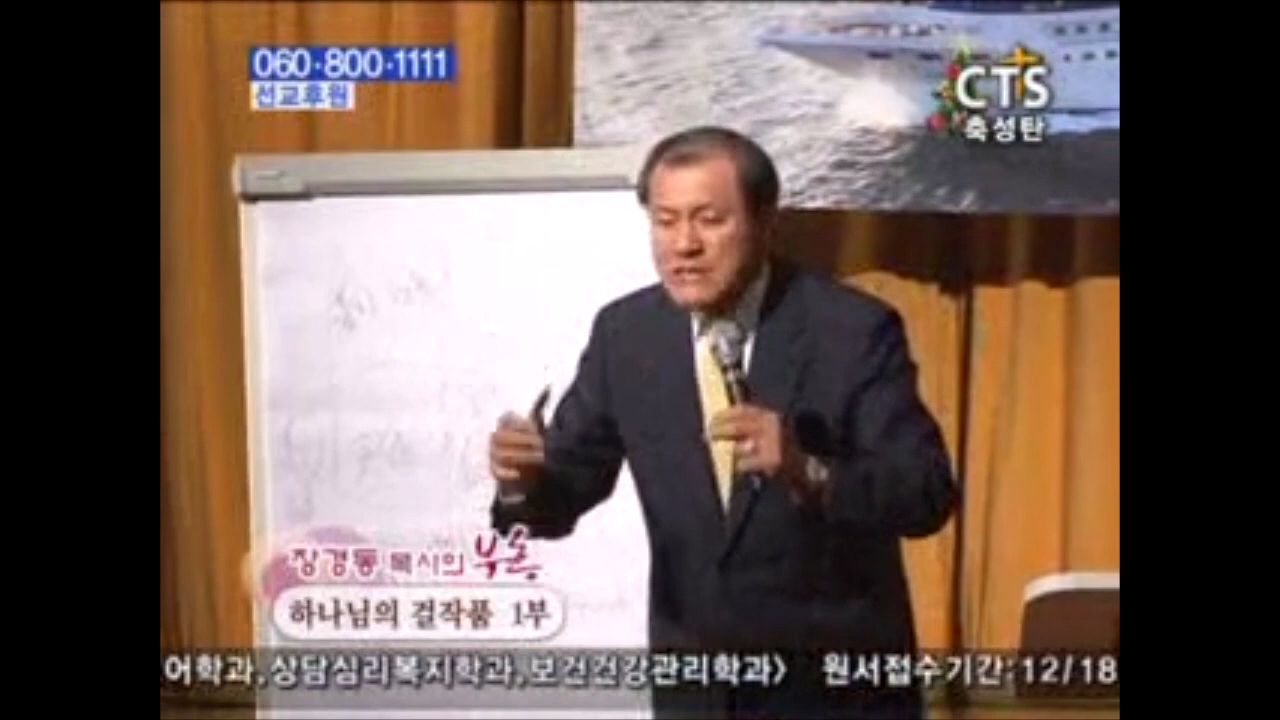 060·800·1111
선교후원
CTS
축성탄
장경동 목사의 부흥
하나님의 걸작품 1부
어학과,상담심리복지학과,보건건강관리학과〉 원서접수기간:12/18